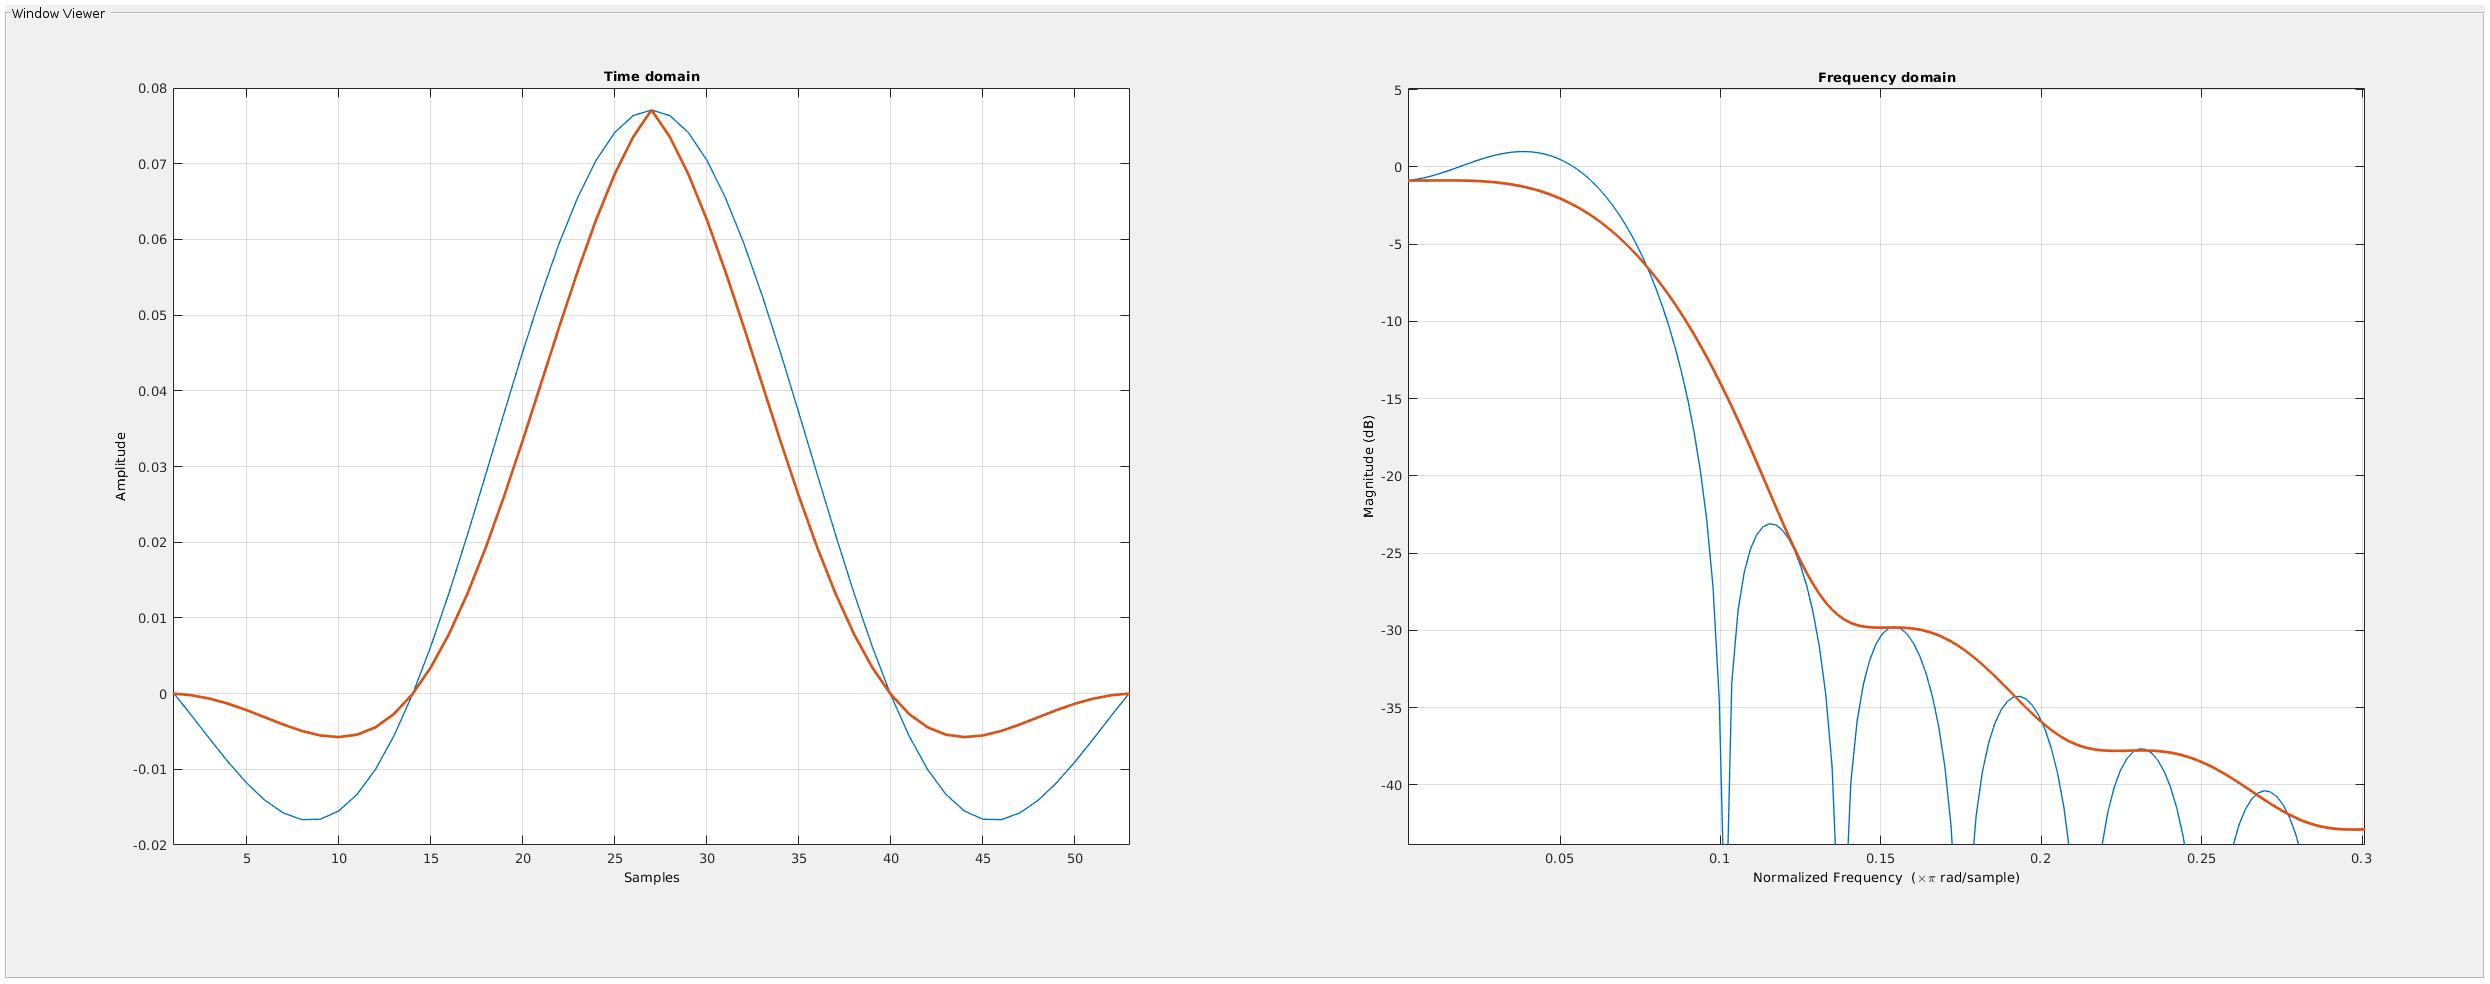 Window Viewer
Time domain
0.08
0.07
0.06
0.05
0.04
0.03
0.02
0.01
0
-0.01
-0.02
Amplitude
5 10 15 20 25 30 35 40 45 50
Samples
Frequency domain
5
0
-5
-10
-15
-20
-25
-30
-35
-40
Magnitude (dB)
0.05 0.1 0.15 0.2 0.25 0.3
Normalized Frequency (×π rad/sample)